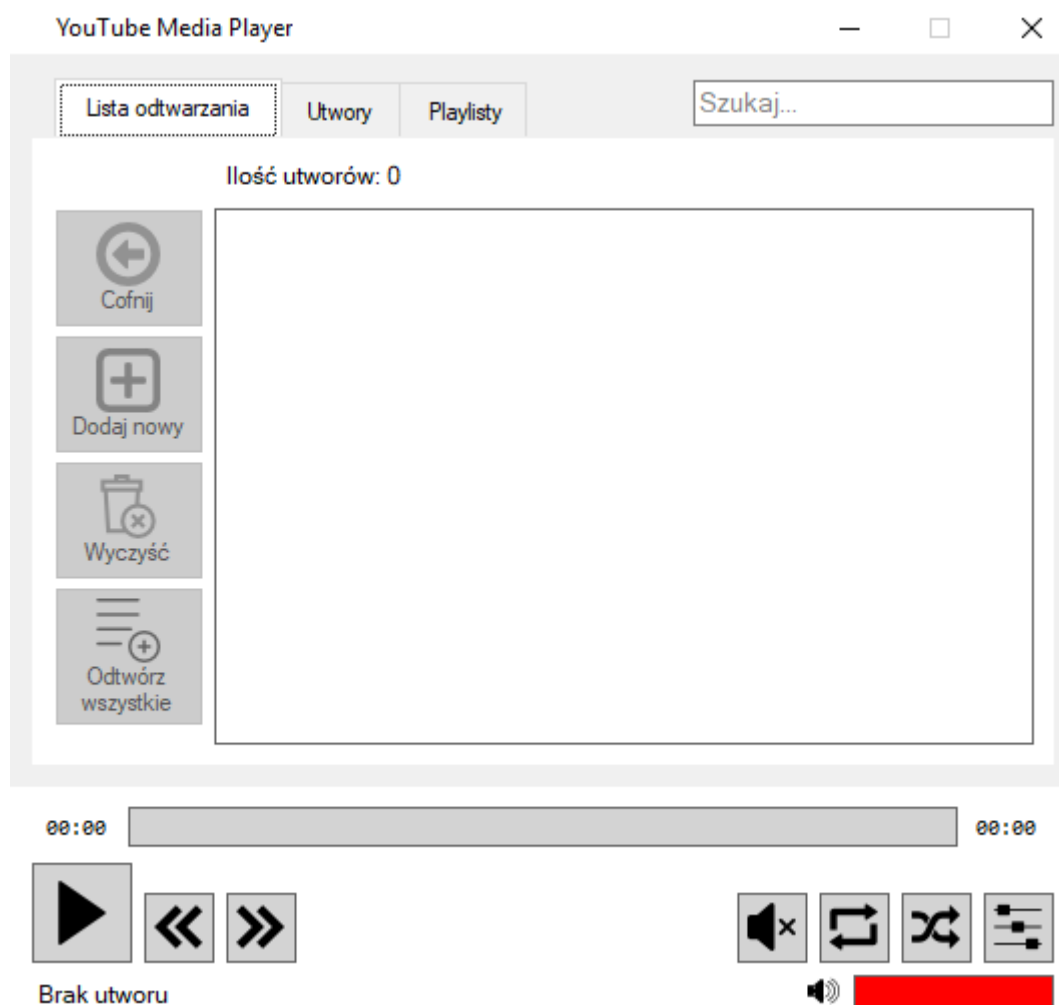 YouTube Media Player
Lista odtwarzania
Utwory
Playlisty
Szukaj...
Ilość utworów: 0
Cofnij
Dodaj nowy
Wyczyść
Odtwórz
wszystkie
00:00
00:00
Brak utworu